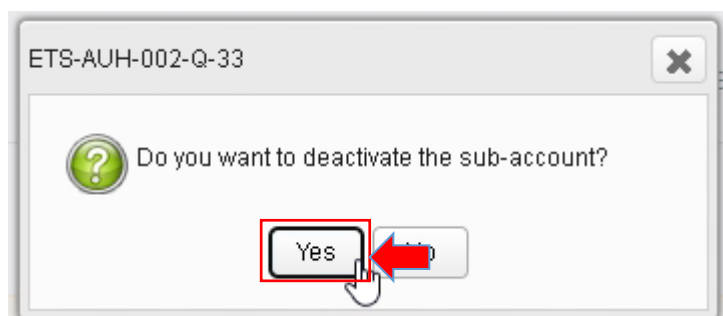 ETS-AUH-002-Q-33
Do you want to deactivate the sub-account?
Yes